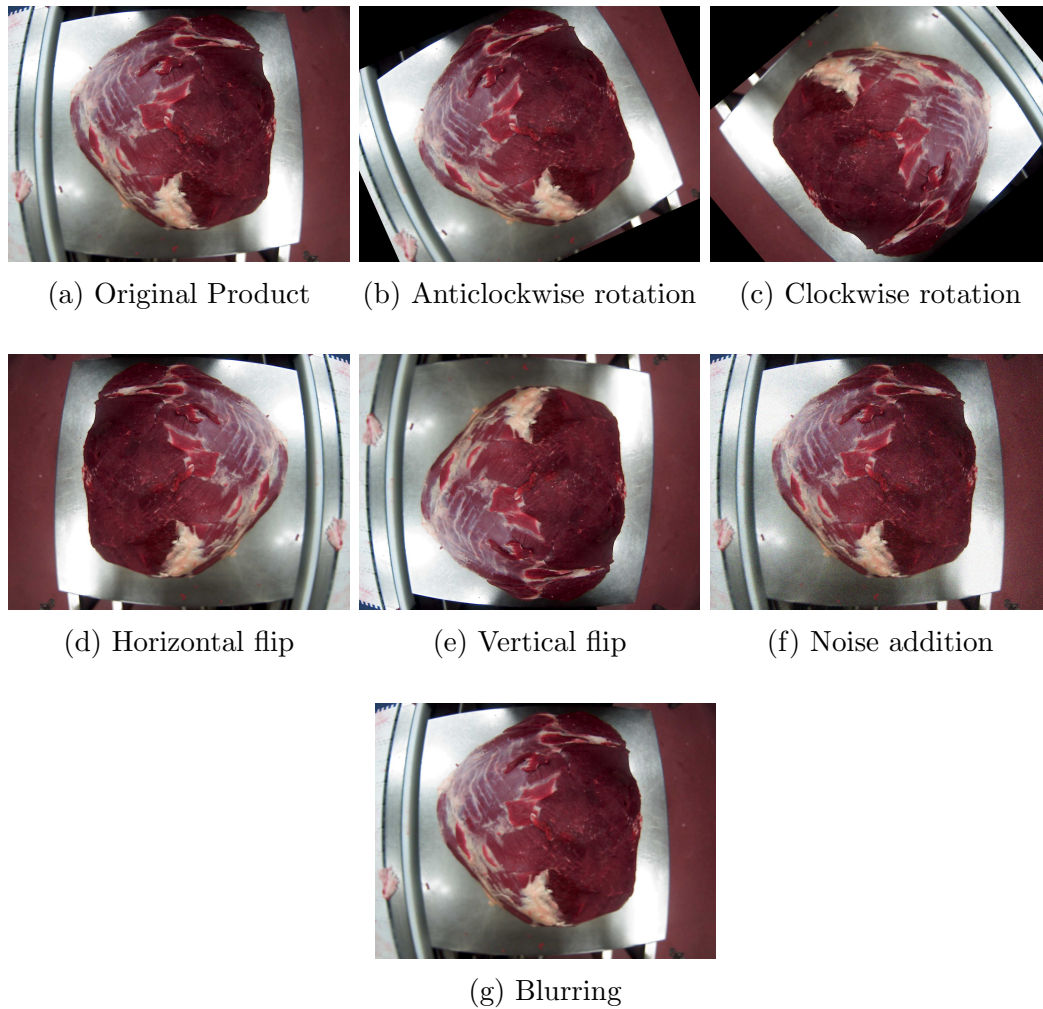 (a) Original Product
(b) Anticlockwise rotation
(c) Clockwise rotation
(d) Horizontal flip
(e) Vertical flip
(f) Noise addition
(g) Blurring